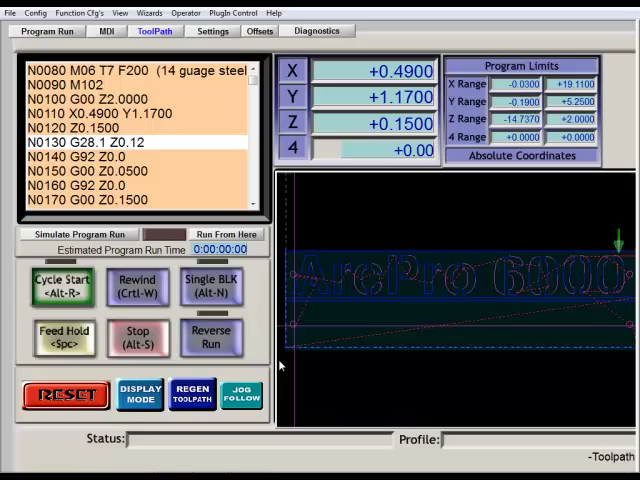 File Config Function Cfg's View Wizards Operator PlugIn Control Help
Program Run MDI ToolPath Settings Offsets Diagnostics
N0080 M06 T7 F200 (14 guage steel
N0090 M102
N0100 G00 Z2.0000
N0110 X0.4900 Y1.1700
N0120 Z0.1500
N0130 G28.1 Z0.12
N0140 G92 Z0.0
N0150 G00 Z0.0500
N0160 G92 Z0.0
N0170 G00 Z0.1500
X +0.4900
Y +1.1700
Z +0.1500
4 +0.00
Program Limits
X Range -0.0300 +19.1100
Y Range -0.1900 +5.2500
Z Range -14.7370 +2.0000
4 Range +0.0000 +0.0000
Absolute Coordinates
Simulate Program Run Run From Here
Estimated Program Run Time 0:00:00:00
Cycle Start <Alt-R>
Rewind (Crtl-W)
Single BLK (Alt-N)
Feed Hold <Spc>
Stop (Alt-S)
Reverse Run
RESET
DISPLAY MODE
REGEN TOOLPATH
JOG FOLLOW
ArcPro 6000
Status:
Profile:
-Toolpath